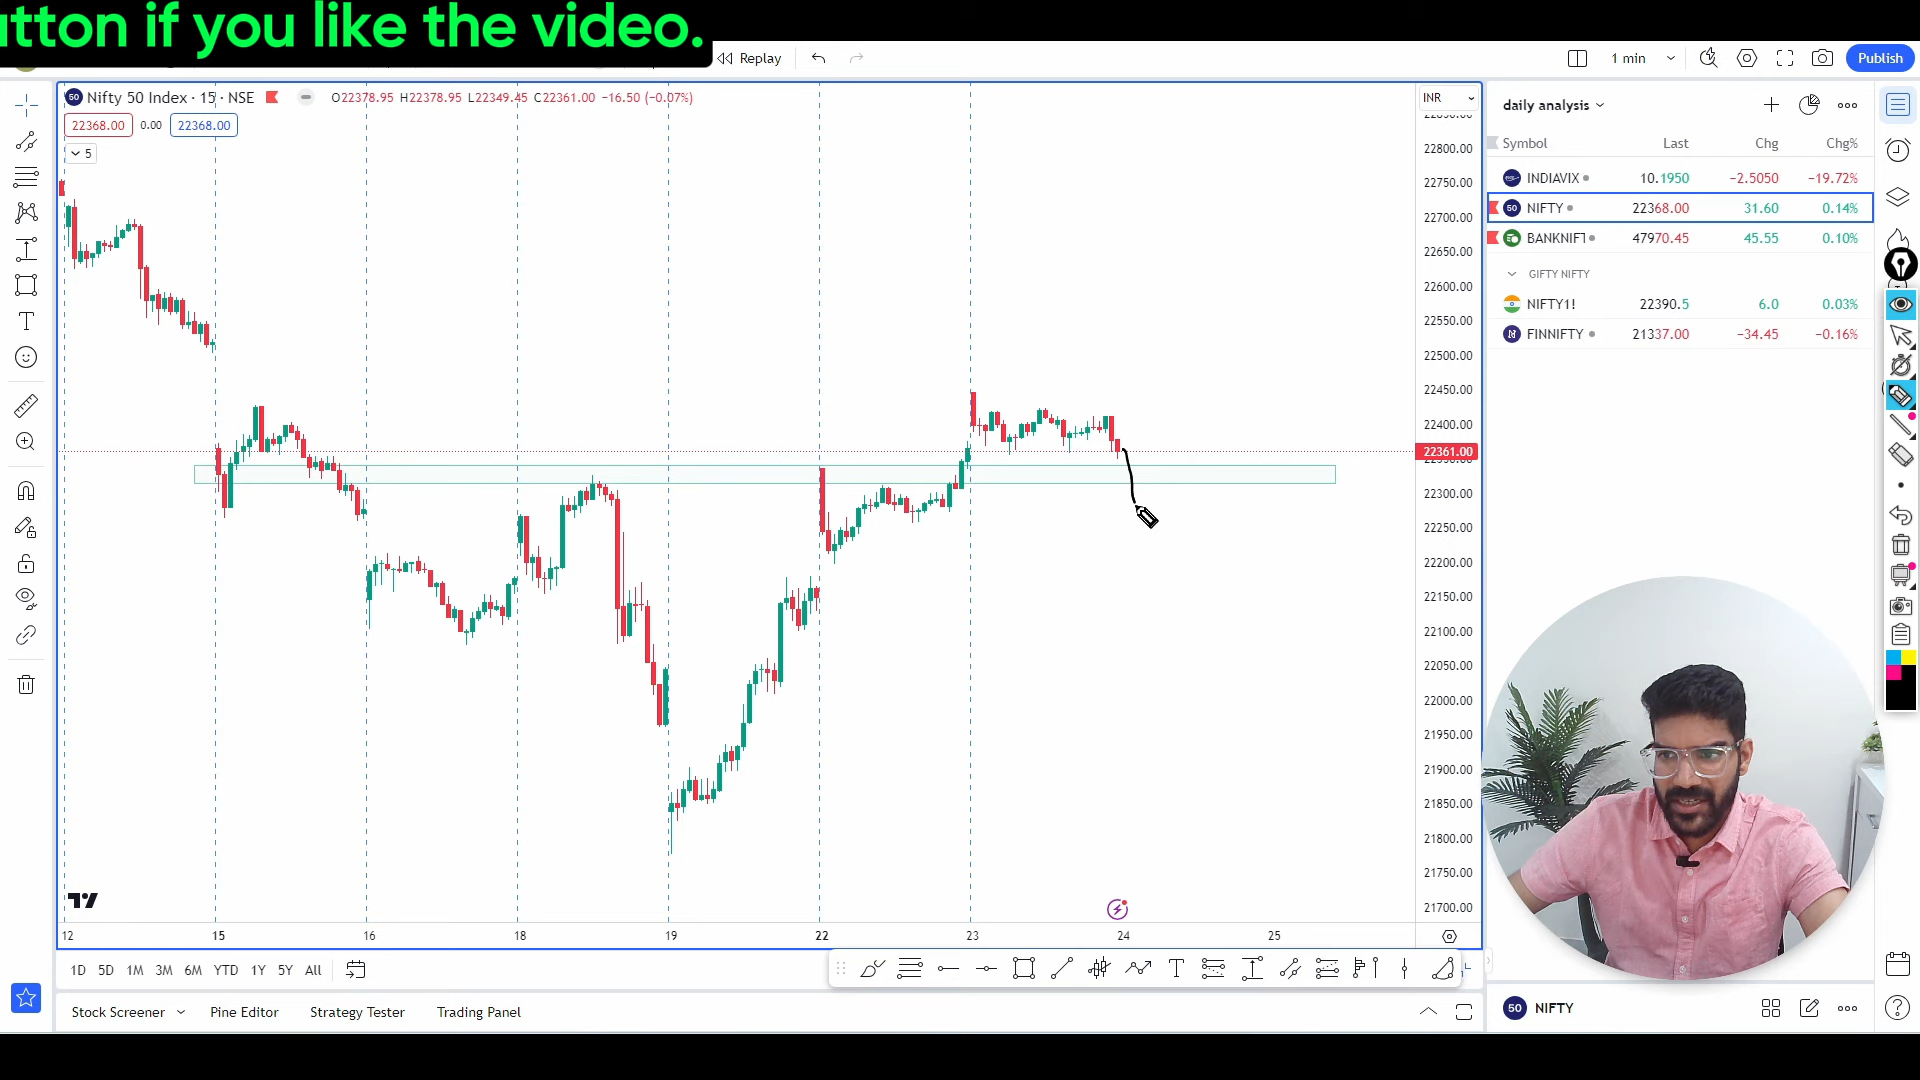 utton if you like the video.
Replay
1 min
Publish
50 Nifty 50 Index · 15 · NSE
O22378.95 H22378.95 L22349.45 C22361.00 −16.50 (−0.07%)
INR
22368.00 0.00 22368.00
5
22800.00
22750.00
22700.00
22650.00
22600.00
22550.00
22500.00
22450.00
22400.00
22361.00
22300.00
22250.00
22200.00
22150.00
22100.00
22050.00
22000.00
21950.00
21900.00
21850.00
21800.00
21750.00
21700.00
12 15 16 18 19 22 23 24 25
daily analysis
Symbol Last Chg Chg%
INDIAVIX 10.1950 −2.5050 −19.72%
50 NIFTY 22368.00 31.60 0.14%
BANKNIFT 47970.45 45.55 0.10%
GIFTY NIFTY
NIFTY1! 22390.5 6.0 0.03%
FINNIFTY 21337.00 −34.45 −0.16%
1D 5D 1M 3M 6M YTD 1Y 5Y All
Stock Screener Pine Editor Strategy Tester Trading Panel
50 NIFTY